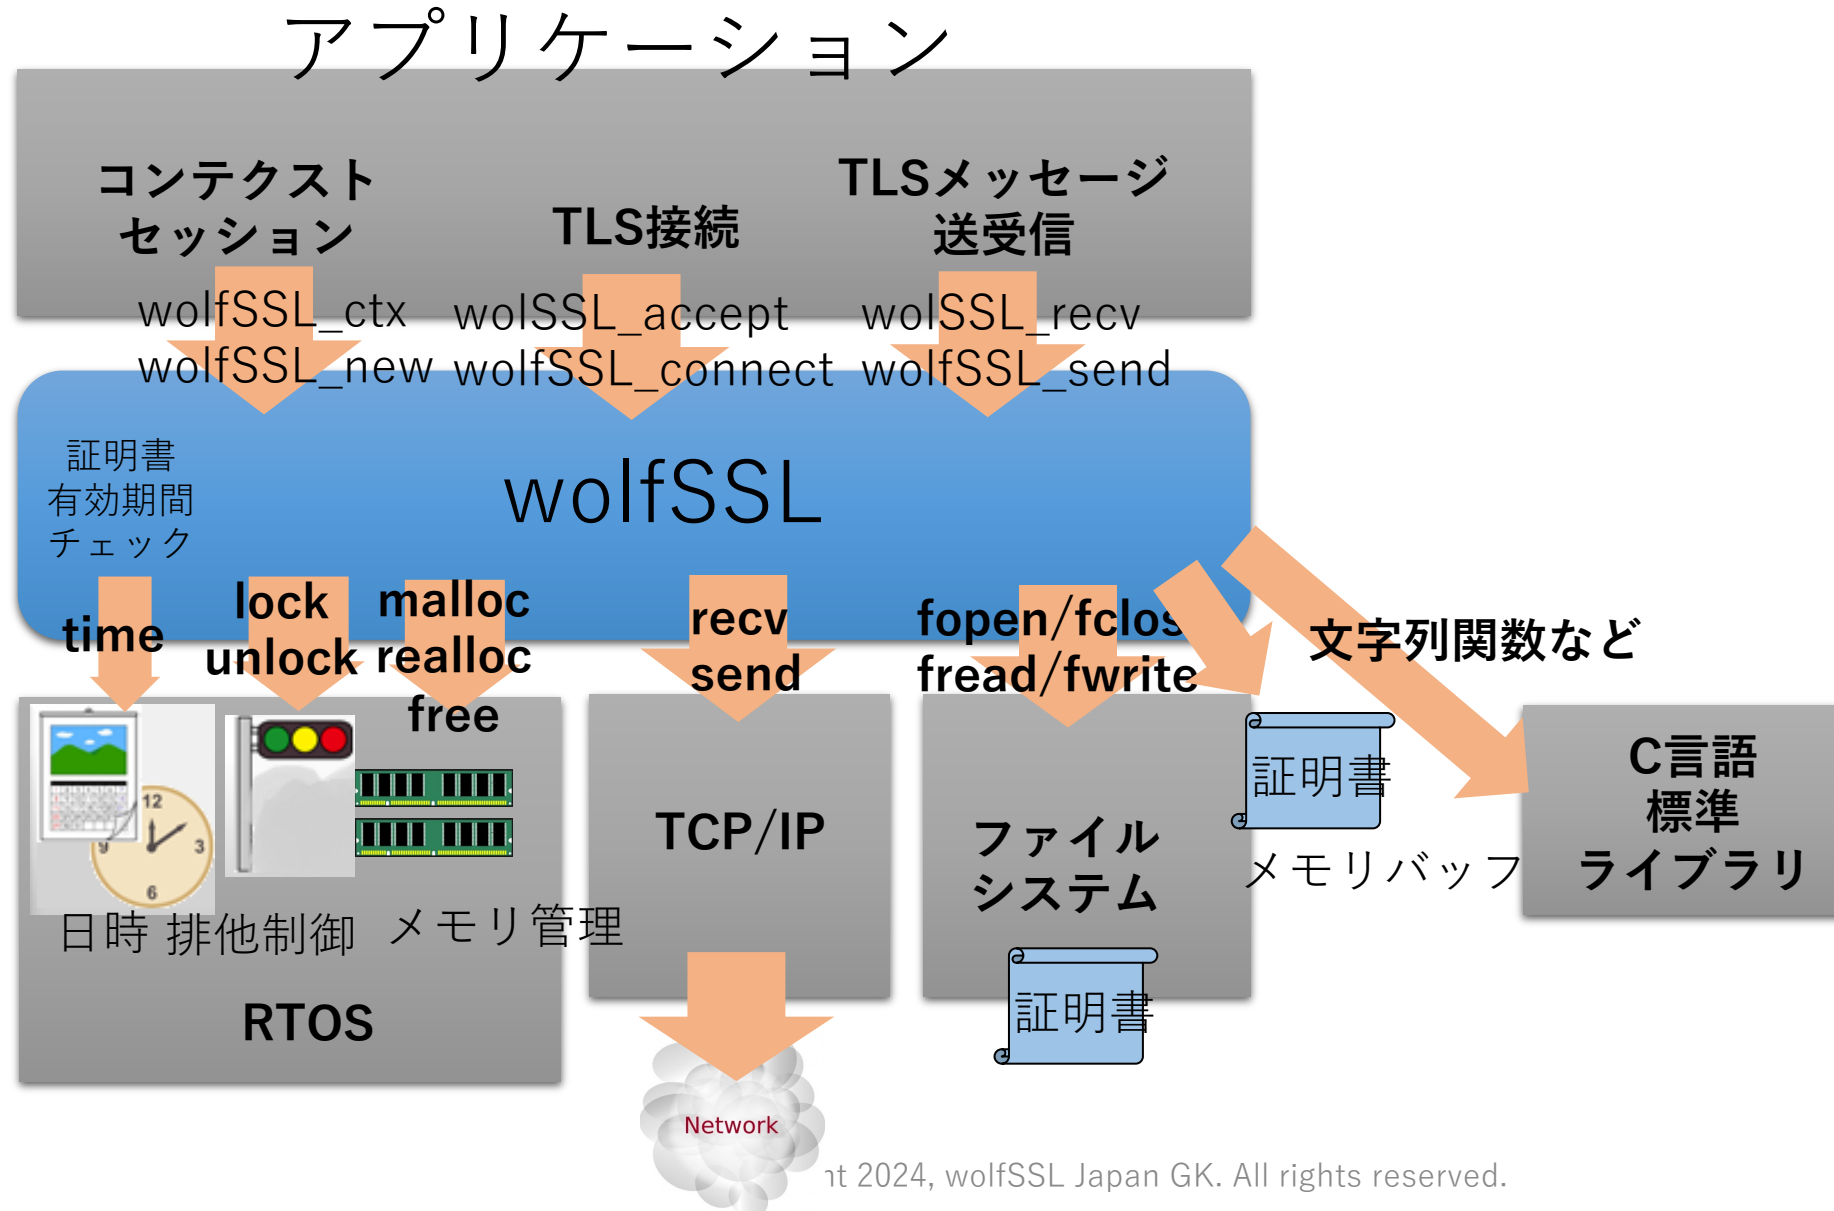 アプリケーション
コンテクスト
セッション
TLS接続
TLSメッセージ
送受信
wolfSSL_ctx
wolfSSL_new
wolSSL_accept
wolfSSL_connect
wolSSL_recv
wolfSSL_send
証明書
有効期間
チェック
wolfSSL
time
lock
unlock
malloc
realloc
free
recv
send
fopen/fclos
fread/fwrite
文字列関数など
12
3
6
9
日時
排他制御
メモリ管理
RTOS
TCP/IP
ファイル
システム
証明書
証明書
メモリバッフ
C言語
標準
ライブラリ
Network
2024, wolfSSL Japan GK. All rights reserved.